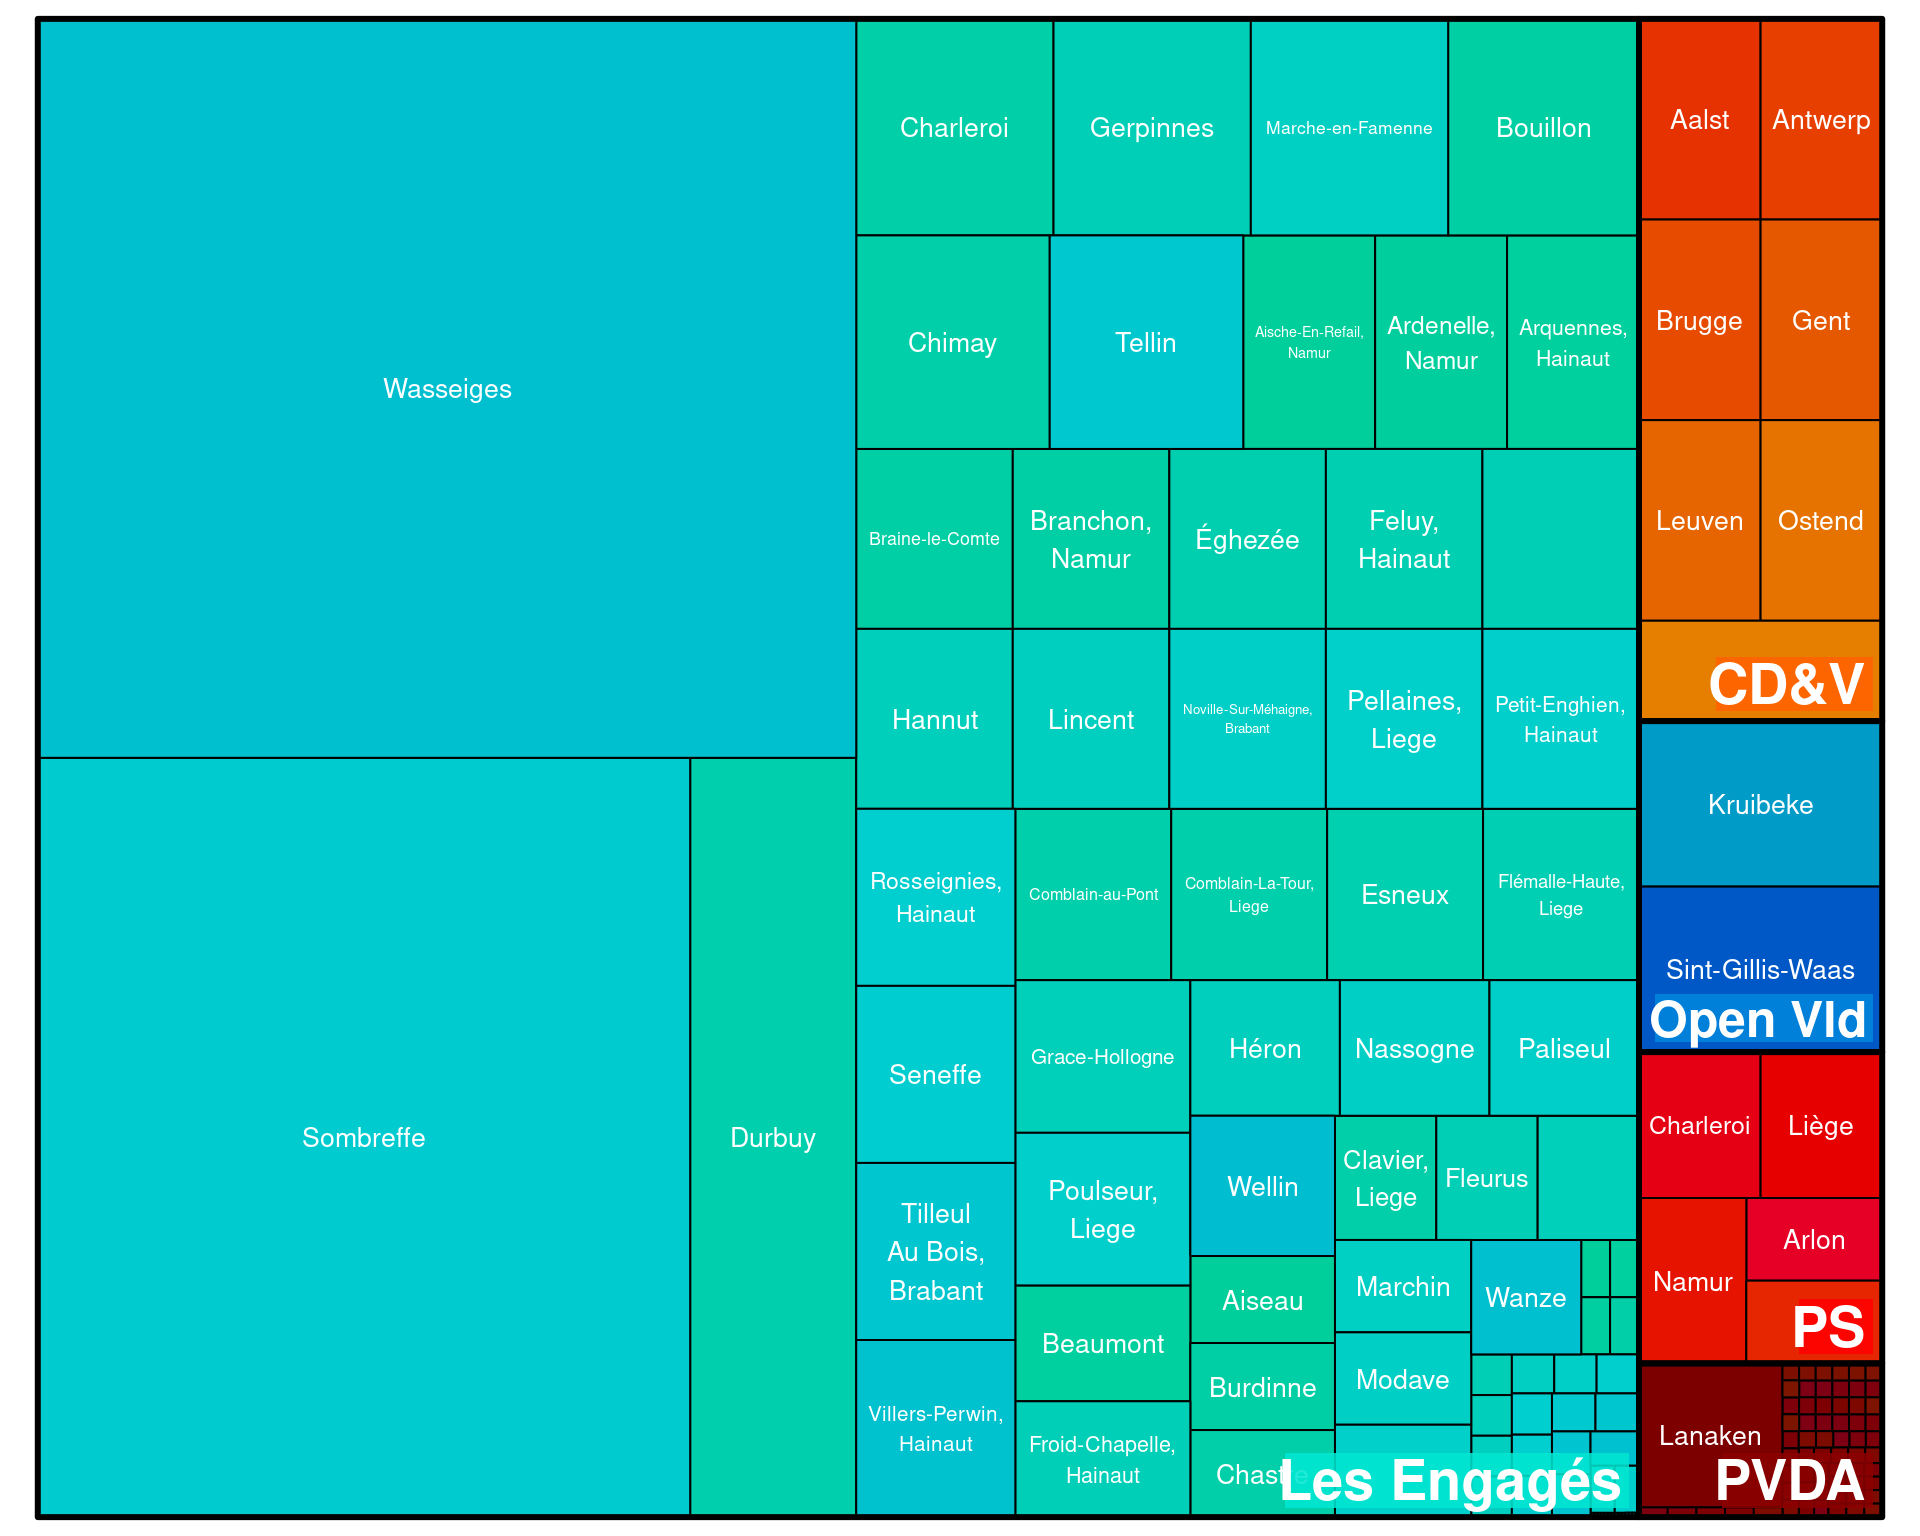 Wasseiges
Sombreffe
Durbuy
Charleroi
Gerpinnes
Marche-en-Famenne
Bouillon
Chimay
Tellin
Aische-En-Refail,
Namur
Ardenelle,
Namur
Arquennes,
Hainaut
Braine-le-Comte
Branchon,
Namur
Éghezée
Feluy,
Hainaut
Hannut
Lincent
Noville-Sur-Méhaigne,
Brabant
Pellaines,
Liege
Petit-Enghien,
Hainaut
Rosseignies,
Hainaut
Seneffe
Tilleul
Au Bois,
Brabant
Villers-Perwin,
Hainaut
Comblain-au-Pont
Comblain-La-Tour,
Liege
Esneux
Flémalle-Haute,
Liege
Grace-Hollogne
Poulseur,
Liege
Beaumont
Froid-Chapelle,
Hainaut
Héron
Nassogne
Paliseul
Wellin
Aiseau
Burdinne
Clavier,
Liege
Fleurus
Marchin
Modave
Wanze
Les Engagés
Aalst
Antwerp
Brugge
Gent
Leuven
Ostend
CD&V
Kruibeke
Sint-Gillis-Waas
Open Vld
Charleroi
Liège
Namur
Arlon
PS
Lanaken
PVDA